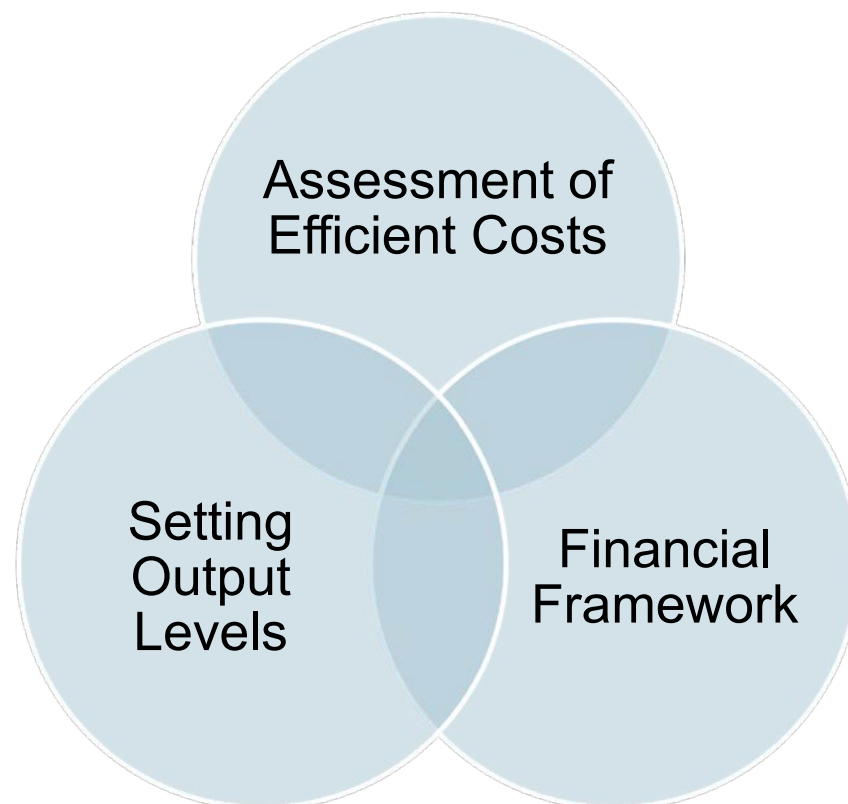 Assessment of
Efficient Costs
Setting
Output
Levels
Financial
Framework